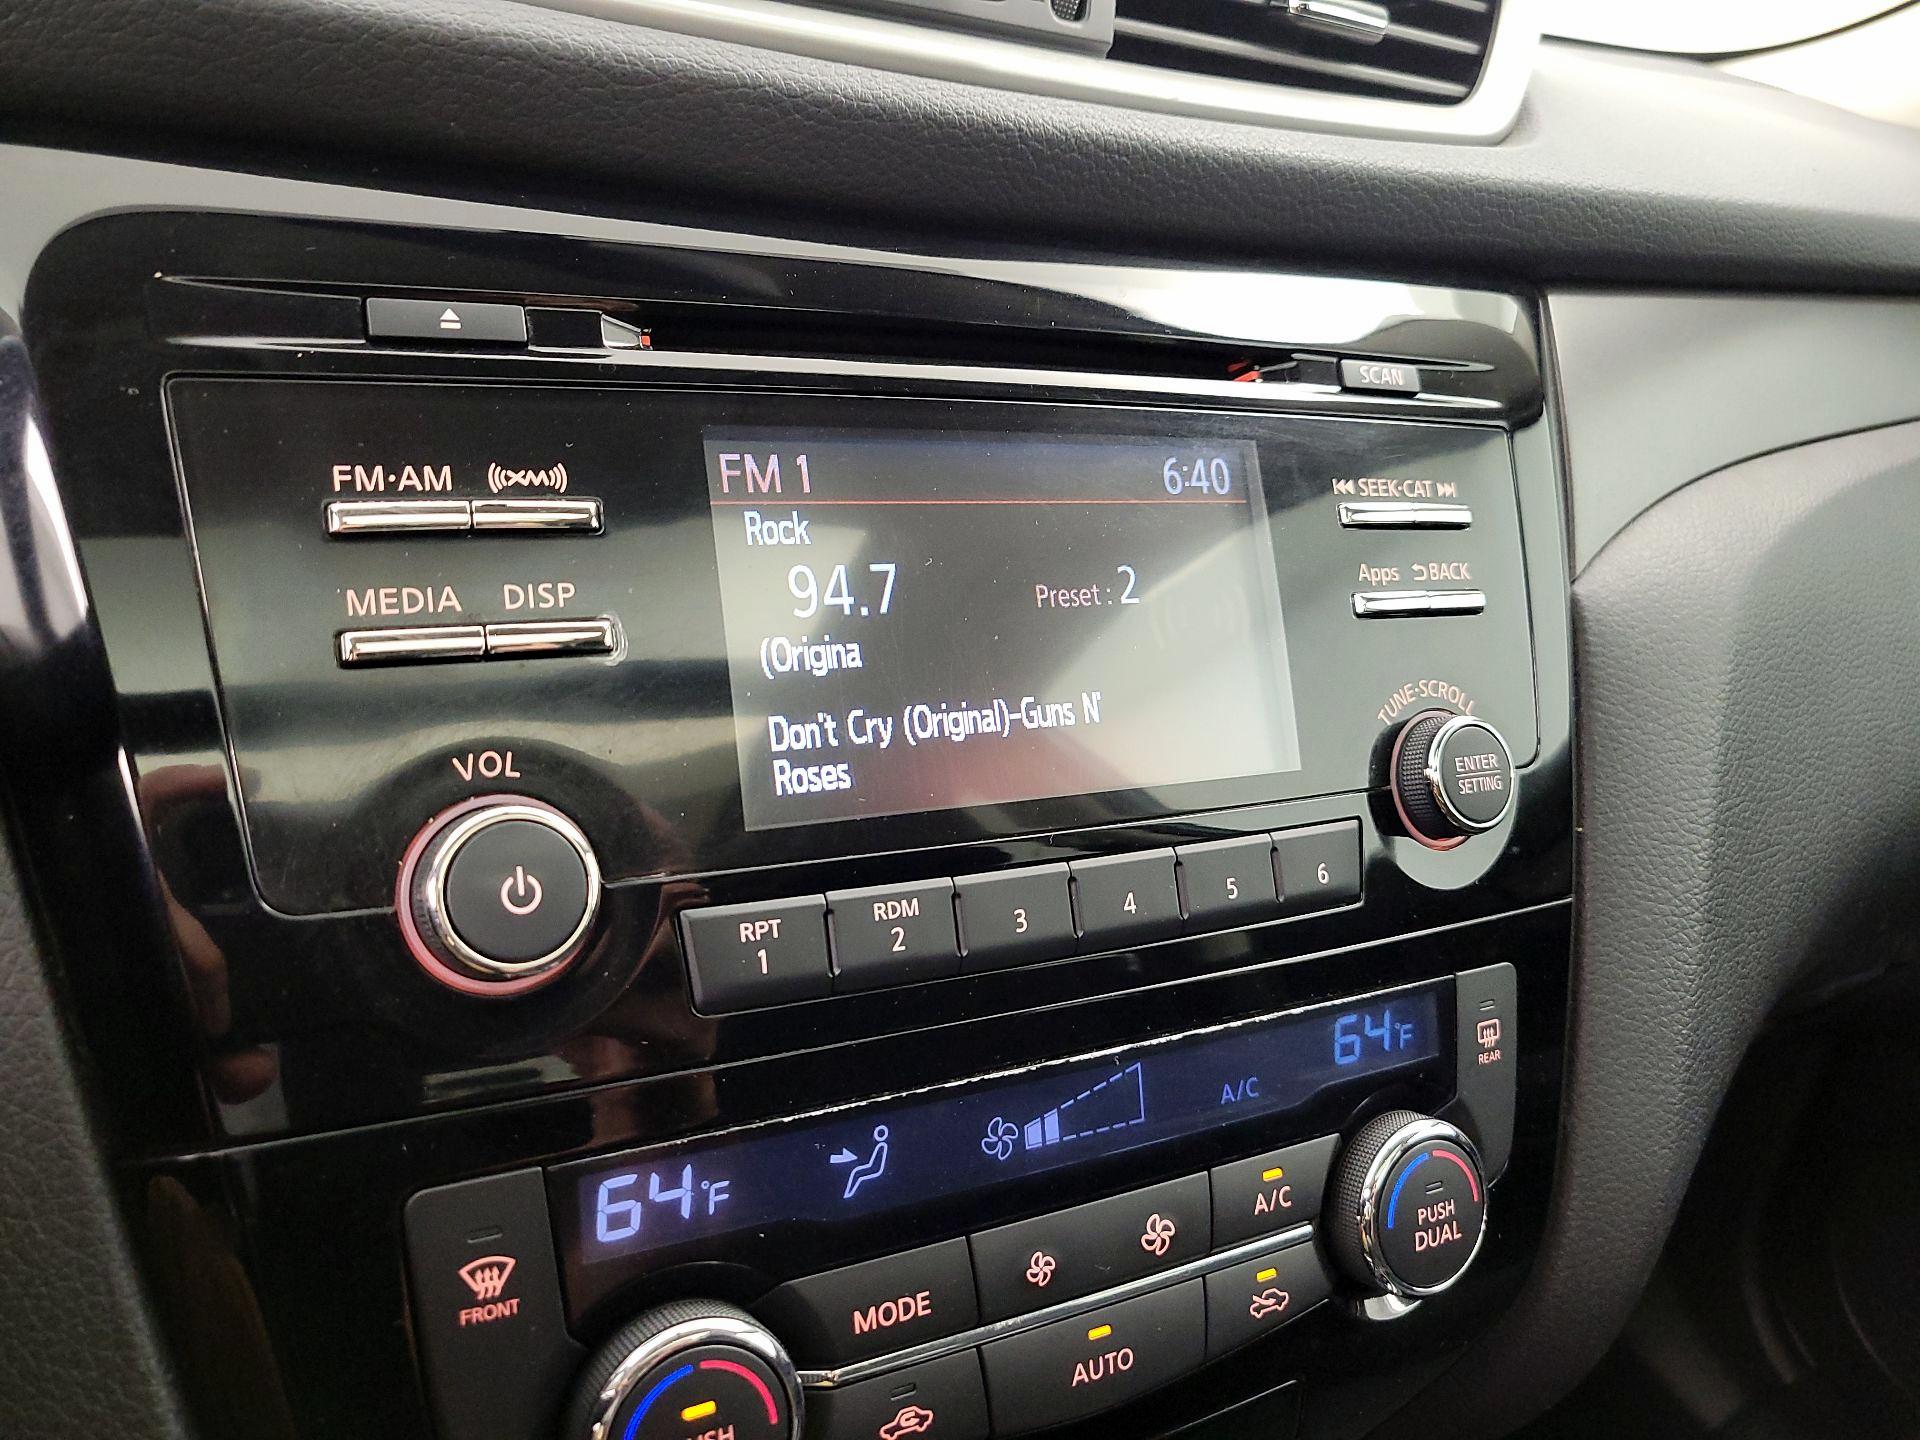 SCAN
FM·AM
XM
MEDIA DISP
VOL
FM 1 6:40
Rock
94.7 Preset : 2
(Origina
Don't Cry (Original)-Guns N'
Roses
SEEK·CAT
Apps BACK
TUNE·SCROLL
ENTER
SETTING
RPT
1
RDM
2
3
4
5
6
64°F A/C 64°F
REAR
FRONT
MODE
A/C
AUTO
PUSH
DUAL